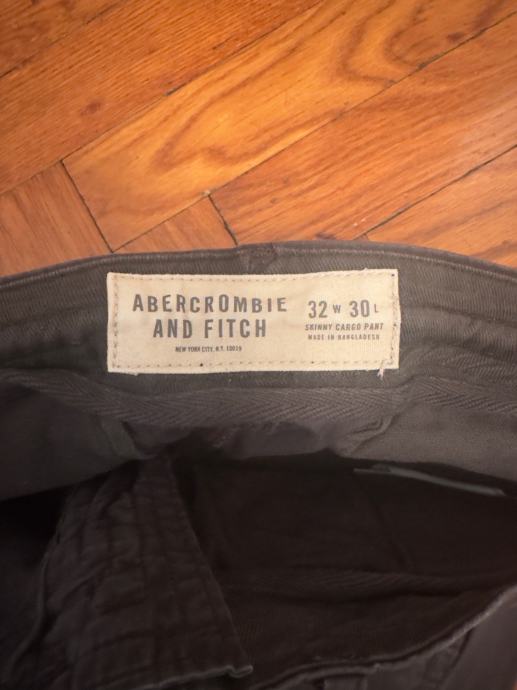 ABERCROMBIE
AND FITCH
NEW YORK CITY, N.Y. 10019
32 W 30 L
SKINNY CARGO PANT
MADE IN BANGLADESH